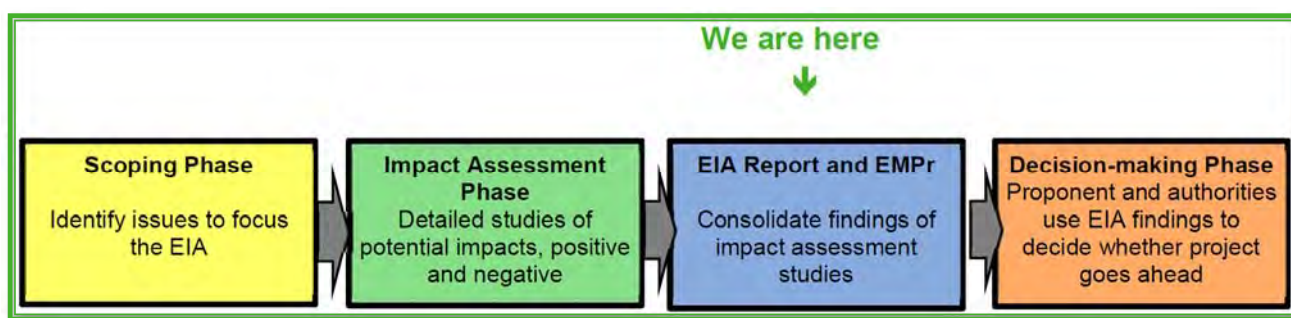 We are here
Scoping Phase
Identify issues to focus
the EIA
Impact Assessment
Phase
Detailed studies of
potential impacts, positive
and negative
EIA Report and EMPr
Consolidate findings of
impact assessment
studies
Decision-making Phase
Proponent and authorities
use EIA findings to
decide whether project
goes ahead